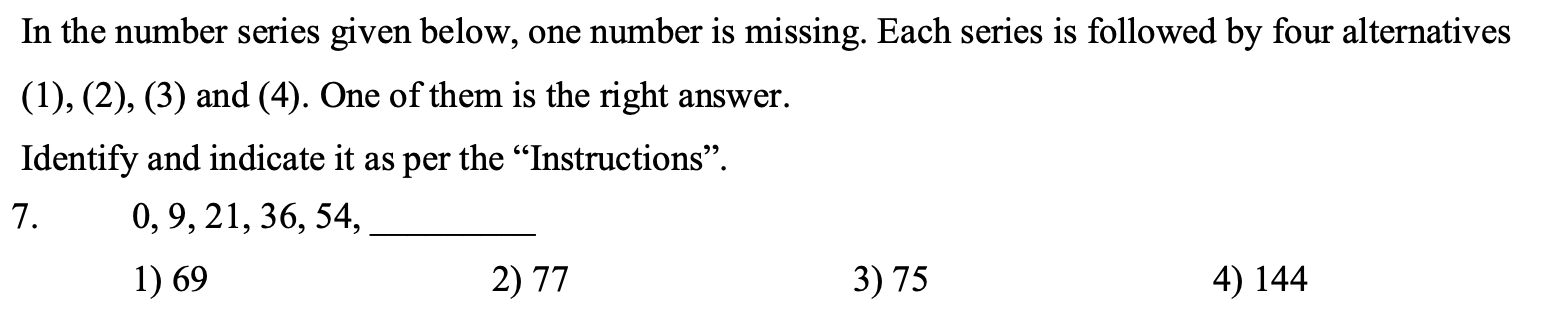 In the number series given below, one number is missing. Each series is followed by four alternatives
(1), (2), (3) and (4). One of them is the right answer.
Identify and indicate it as per the “Instructions”.
7. 0, 9, 21, 36, 54, _________
1) 69 2) 77 3) 75 4) 144